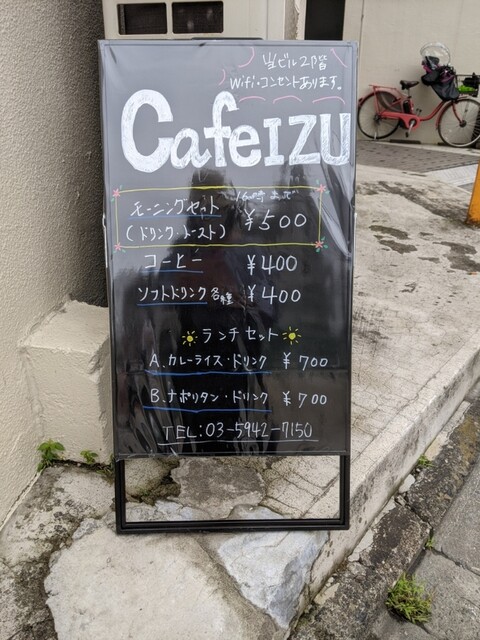 当ビル2階
Wifi・コンセントあります。
CafeIZU
モーニングセット
(ドリンク・トースト) ¥500
コーヒー ¥400
ソフトドリンク各種 ¥400
ランチセット
A.カレーライス・ドリンク ¥700
B.ナポリタン・ドリンク ¥700
TEL:03-5942-7150